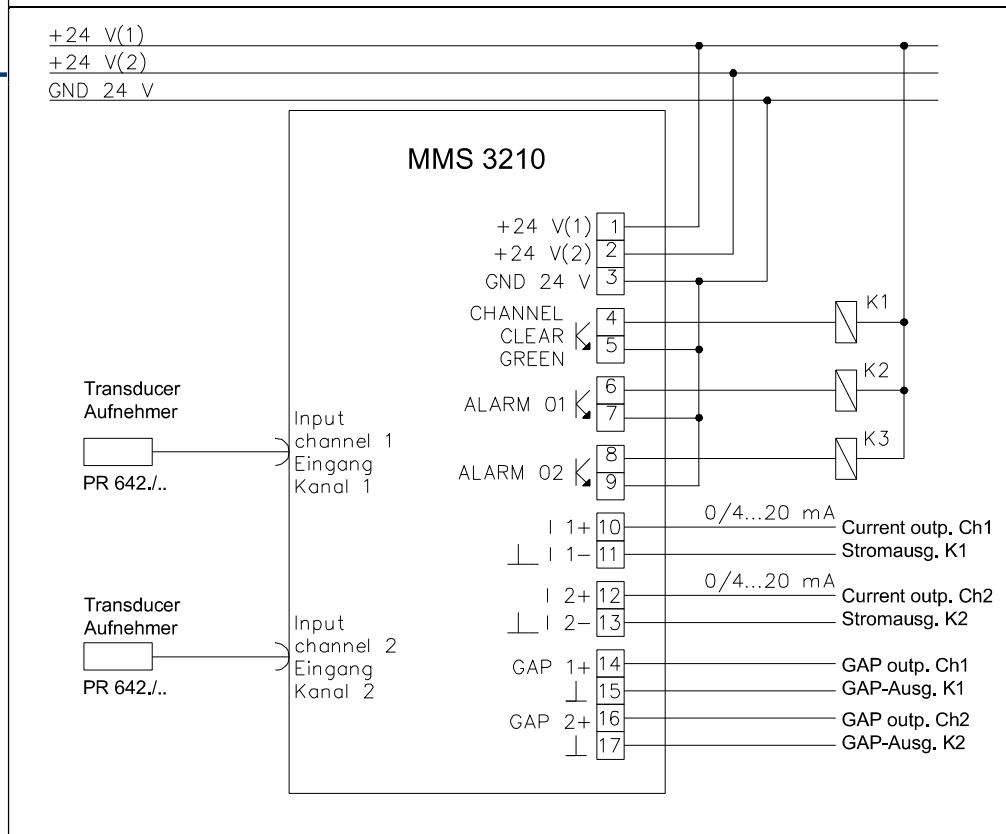 +24 V(1)
+24 V(2)
GND 24 V
MMS 3210
+24 V(1) 1
+24 V(2) 2
GND 24 V 3
CHANNEL
CLEAR
GREEN
4
5
K1
ALARM 01
6
7
K2
ALARM 02
8
9
K3
Transducer
Aufnehmer
PR 642./..
Input
channel 1
Eingang
Kanal 1
I 1+ 10
0/4...20 mA
Current outp. Ch1
I 1- 11
Stromausg. K1
I 2+ 12
0/4...20 mA
Current outp. Ch2
I 2- 13
Stromausg. K2
Transducer
Aufnehmer
PR 642./..
Input
channel 2
Eingang
Kanal 2
GAP 1+ 14
GAP outp. Ch1
15
GAP-Ausg. K1
GAP 2+ 16
GAP outp. Ch2
17
GAP-Ausg. K2